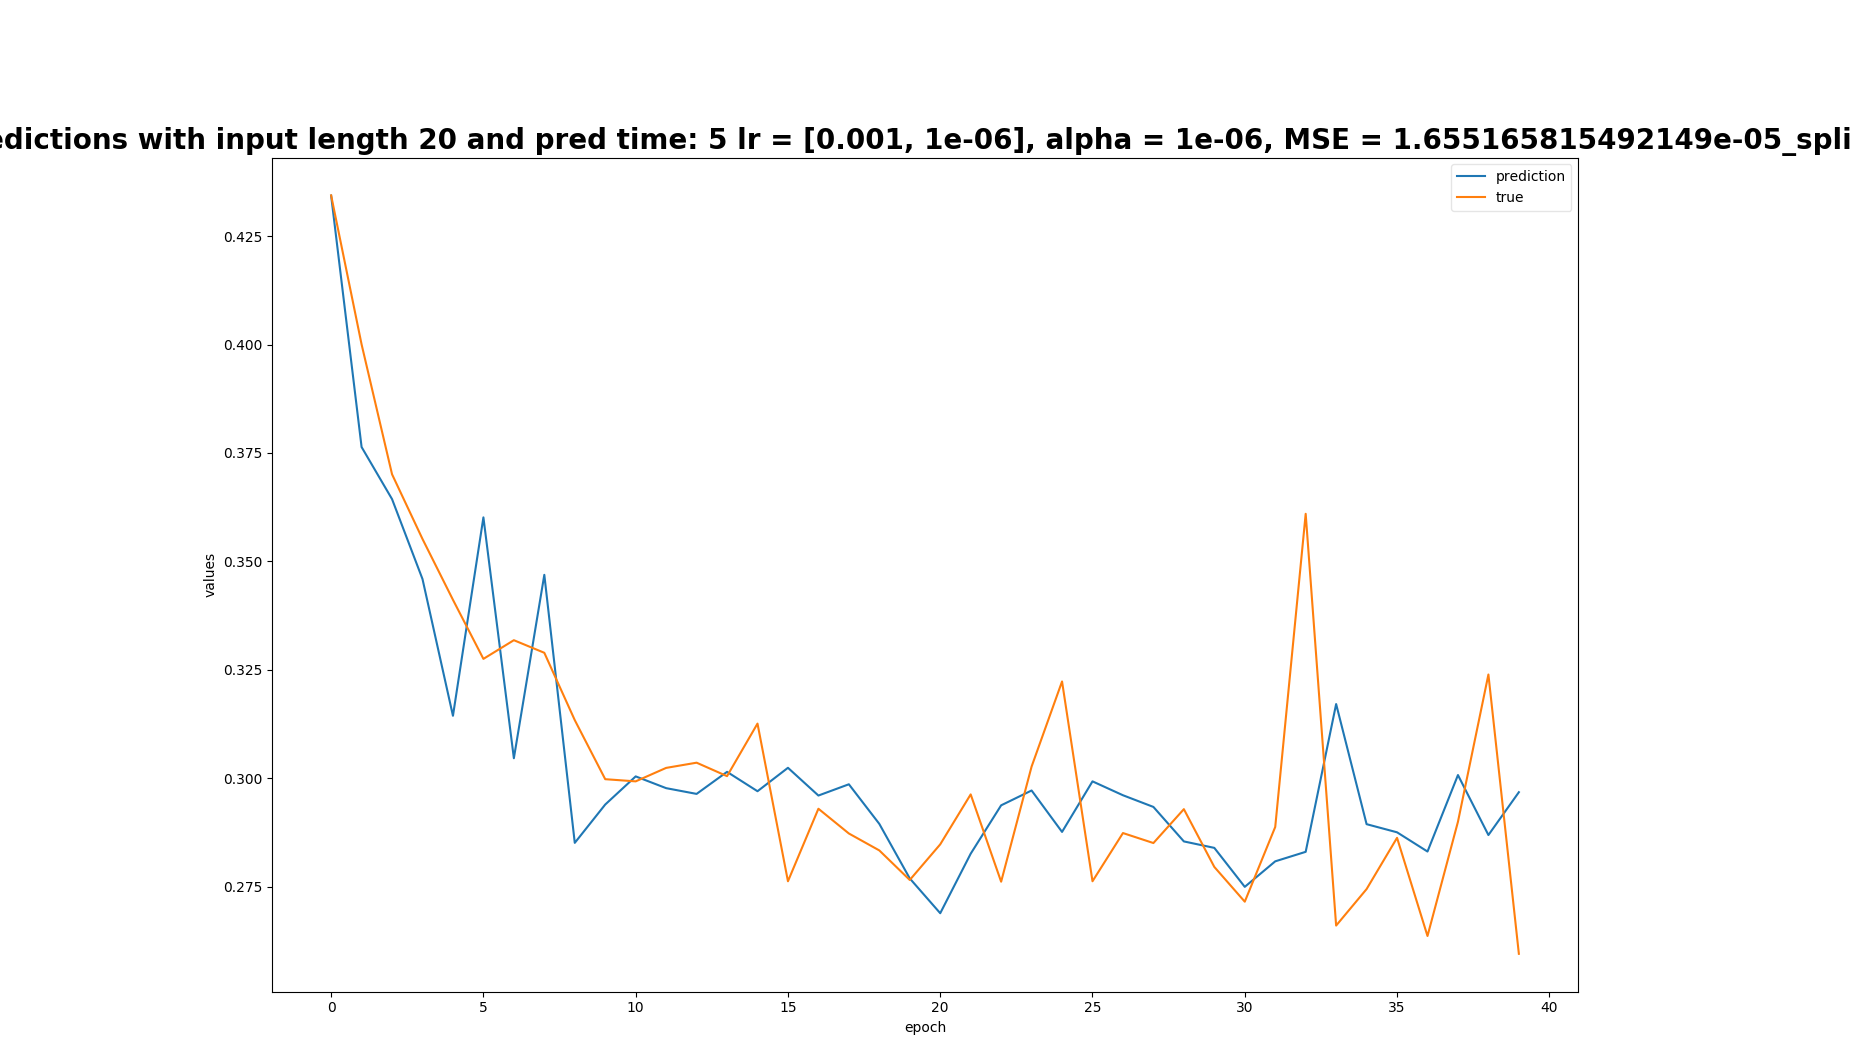 edictions with input length 20 and pred time: 5 lr = [0.001, 1e-06], alpha = 1e-06, MSE = 1.655165815492149e-05_spli
prediction
true
0.425
0.400
0.375
0.350
0.325
0.300
0.275
values
0 5 10 15 20 25 30 35 40
epoch